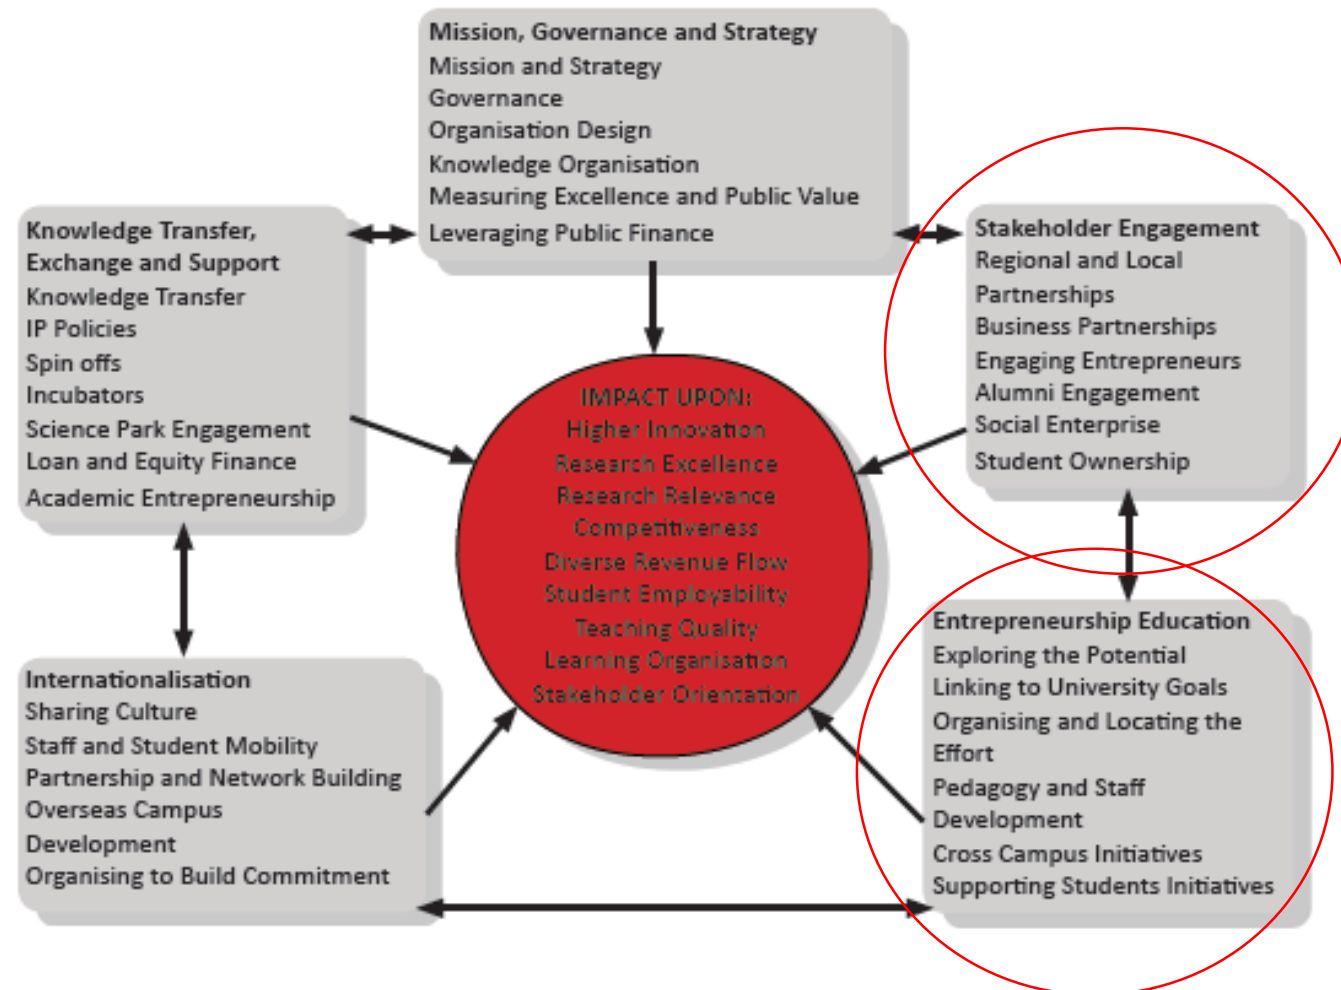 Mission, Governance and Strategy
Mission and Strategy
Governance
Organisation Design
Knowledge Organisation
Measuring Excellence and Public Value
Leveraging Public Finance
Knowledge Transfer,
Exchange and Support
Knowledge Transfer
IP Policies
Spin offs
Incubators
Science Park Engagement
Loan and Equity Finance
Academic Entrepreneurship
Stakeholder Engagement
Regional and Local
Partnerships
Business Partnerships
Engaging Entrepreneurs
Alumni Engagement
Social Enterprise
Student Ownership
IMPACT UPON:
Higher Innovation
Research Excellence
Research Relevance
Competitiveness
Diverse Revenue Flow
Student Employability
Teaching Quality
Learning Organisation
Stakeholder Orientation
Internationalisation
Sharing Culture
Staff and Student Mobility
Partnership and Network Building
Overseas Campus
Development
Organising to Build Commitment
Entrepreneurship Education
Exploring the Potential
Linking to University Goals
Organising and Locating the
Effort
Pedagogy and Staff
Development
Cross Campus Initiatives
Supporting Students Initiatives